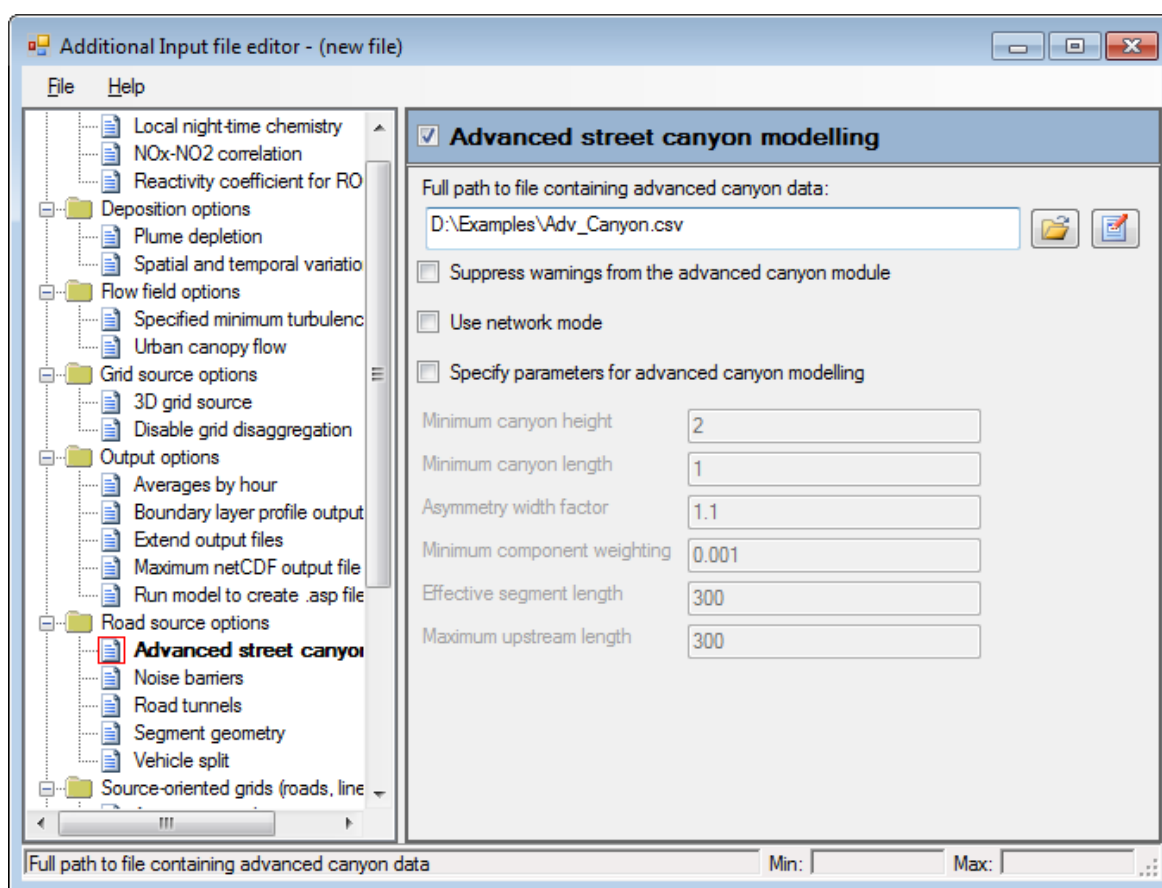 Additional Input file editor - (new file)
File Help
Local night-time chemistry
NOx-NO2 correlation
Reactivity coefficient for RO
Deposition options
Plume depletion
Spatial and temporal variatio
Flow field options
Specified minimum turbulenc
Urban canopy flow
Grid source options
3D grid source
Disable grid disaggregation
Output options
Averages by hour
Boundary layer profile output
Extend output files
Maximum netCDF output file
Run model to create .asp file
Road source options
Advanced street canyon
Noise barriers
Road tunnels
Segment geometry
Vehicle split
Source-oriented grids (roads, line
Advanced street canyon modelling
Full path to file containing advanced canyon data:
D:\Examples\Adv_Canyon.csv
Suppress warnings from the advanced canyon module
Use network mode
Specify parameters for advanced canyon modelling
Minimum canyon height 2
Minimum canyon length 1
Asymmetry width factor 1.1
Minimum component weighting 0.001
Effective segment length 300
Maximum upstream length 300
Full path to file containing advanced canyon data Min: Max: